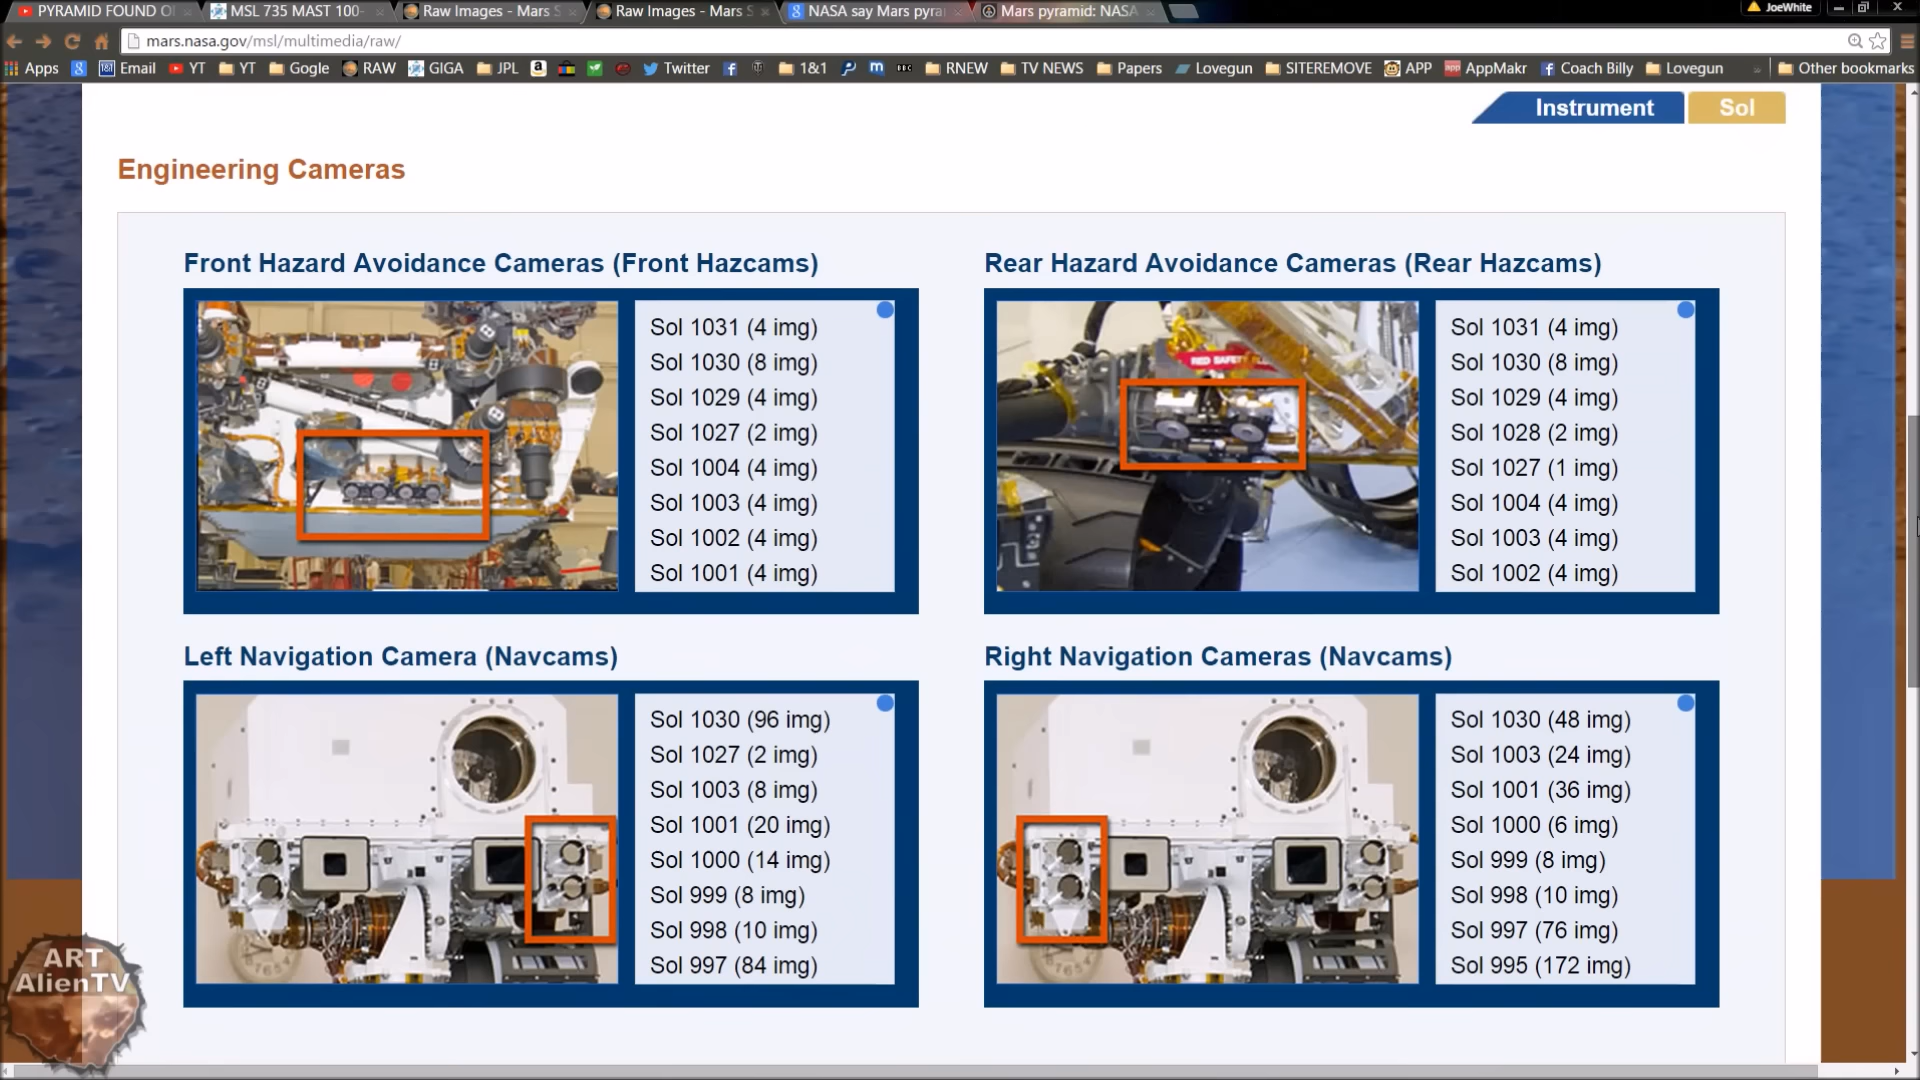 PYRAMID FOUND O
MSL 735 MAST 100-
Raw Images - Mars S
Raw Images - Mars S
NASA say Mars pyra
Mars pyramid: NASA
JoeWhite
mars.nasa.gov/msl/multimedia/raw/
Apps
Email
YT
YT
Gogle
RAW
GIGA
JPL
Twitter
1&1
RNEW
TV NEWS
Papers
Lovegun
SITEREMOVE
APP
AppMakr
Coach Billy
Lovegun
Other bookmarks
Instrument
Sol
Engineering Cameras
Front Hazard Avoidance Cameras (Front Hazcams)
Sol 1031 (4 img)
Sol 1030 (8 img)
Sol 1029 (4 img)
Sol 1027 (2 img)
Sol 1004 (4 img)
Sol 1003 (4 img)
Sol 1002 (4 img)
Sol 1001 (4 img)
Rear Hazard Avoidance Cameras (Rear Hazcams)
RED SAFETY
Sol 1031 (4 img)
Sol 1030 (8 img)
Sol 1029 (4 img)
Sol 1028 (2 img)
Sol 1027 (1 img)
Sol 1004 (4 img)
Sol 1003 (4 img)
Sol 1002 (4 img)
Left Navigation Camera (Navcams)
Sol 1030 (96 img)
Sol 1027 (2 img)
Sol 1003 (8 img)
Sol 1001 (20 img)
Sol 1000 (14 img)
Sol 999 (8 img)
Sol 998 (10 img)
Sol 997 (84 img)
Right Navigation Cameras (Navcams)
Sol 1030 (48 img)
Sol 1003 (24 img)
Sol 1001 (36 img)
Sol 1000 (6 img)
Sol 999 (8 img)
Sol 998 (10 img)
Sol 997 (76 img)
Sol 995 (172 img)
ART
AlienTV